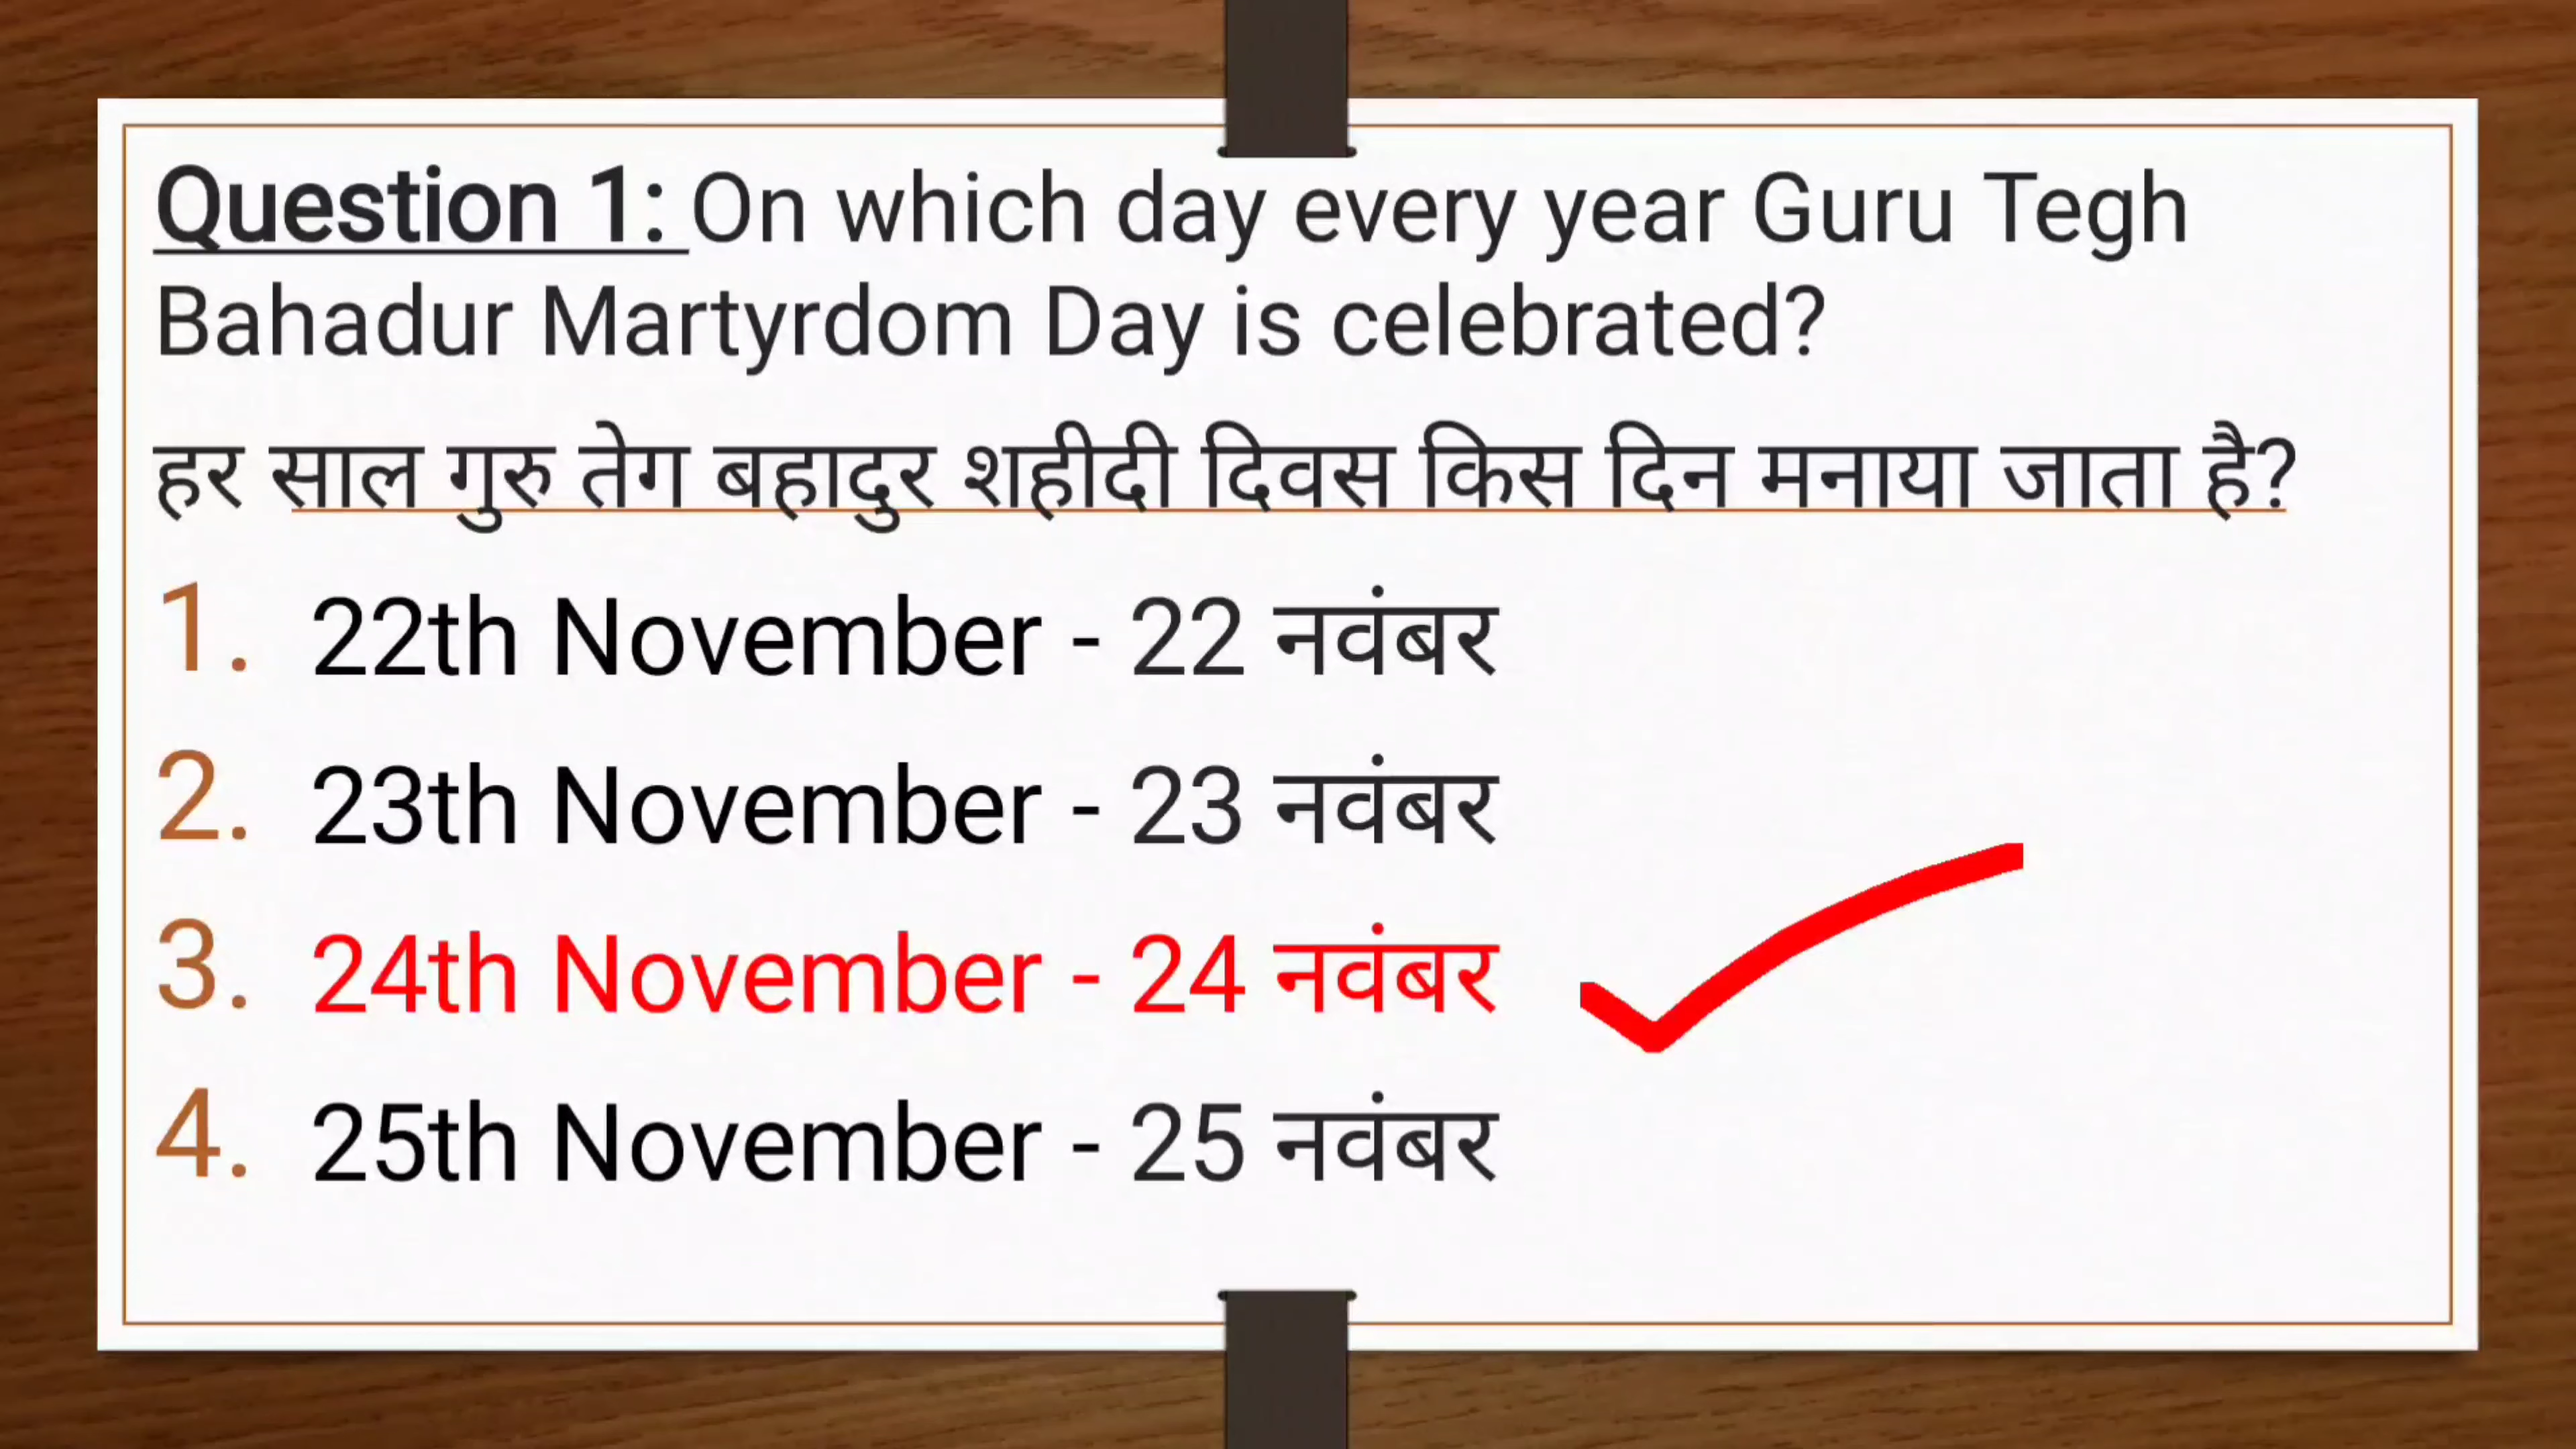 Question 1: On which day every year Guru Tegh
Bahadur Martyrdom Day is celebrated?
हर साल गुरु तेग बहादुर शहीदी दिवस किस दिन मनाया जाता है?
1. 22th November - 22 नवंबर
2. 23th November - 23 नवंबर
3. 24th November - 24 नवंबर
4. 25th November - 25 नवंबर